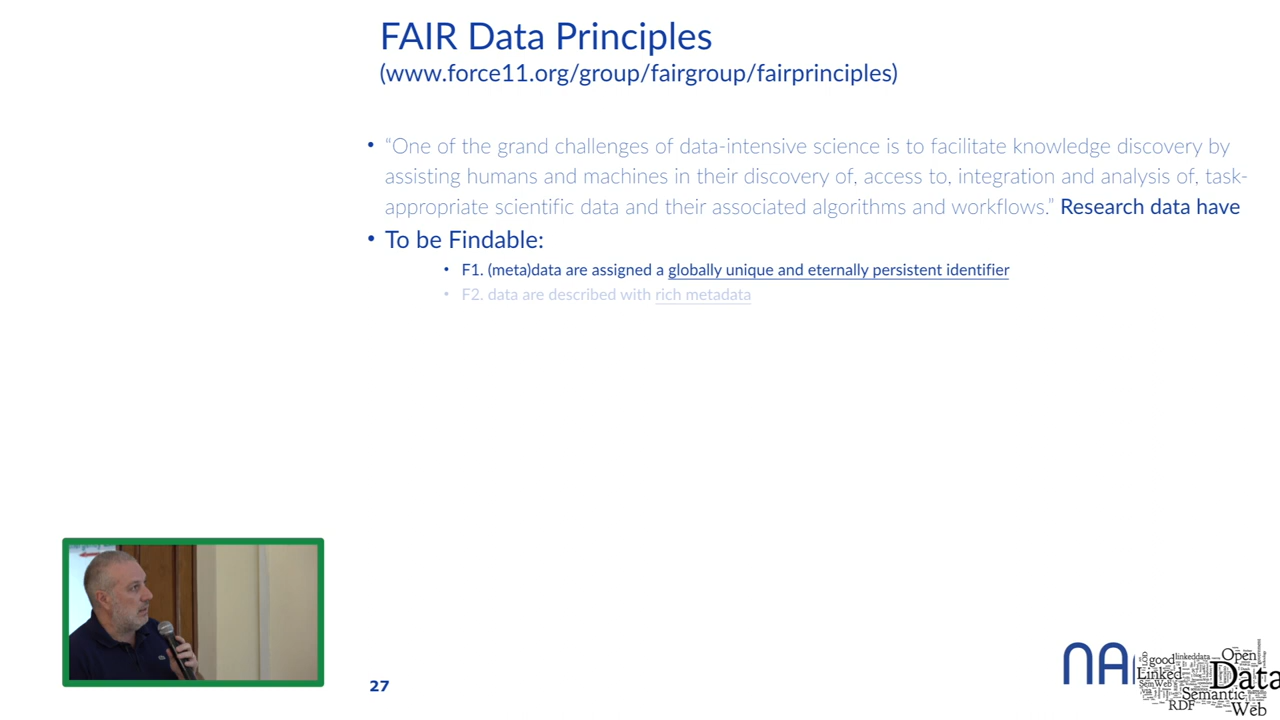 FAIR Data Principles
(www.force11.org/group/fairgroup/fairprinciples)
• “One of the grand challenges of data-intensive science is to facilitate knowledge discovery by
assisting humans and machines in their discovery of, access to, integration and analysis of, task-
appropriate scientific data and their associated algorithms and workflows.” Research data have
• To be Findable:
• F1. (meta)data are assigned a globally unique and eternally persistent identifier
• F2. data are described with rich metadata
27
NA
LOD
good
linkeddata
Open
Linked
Data
Semantic
RDF
Web